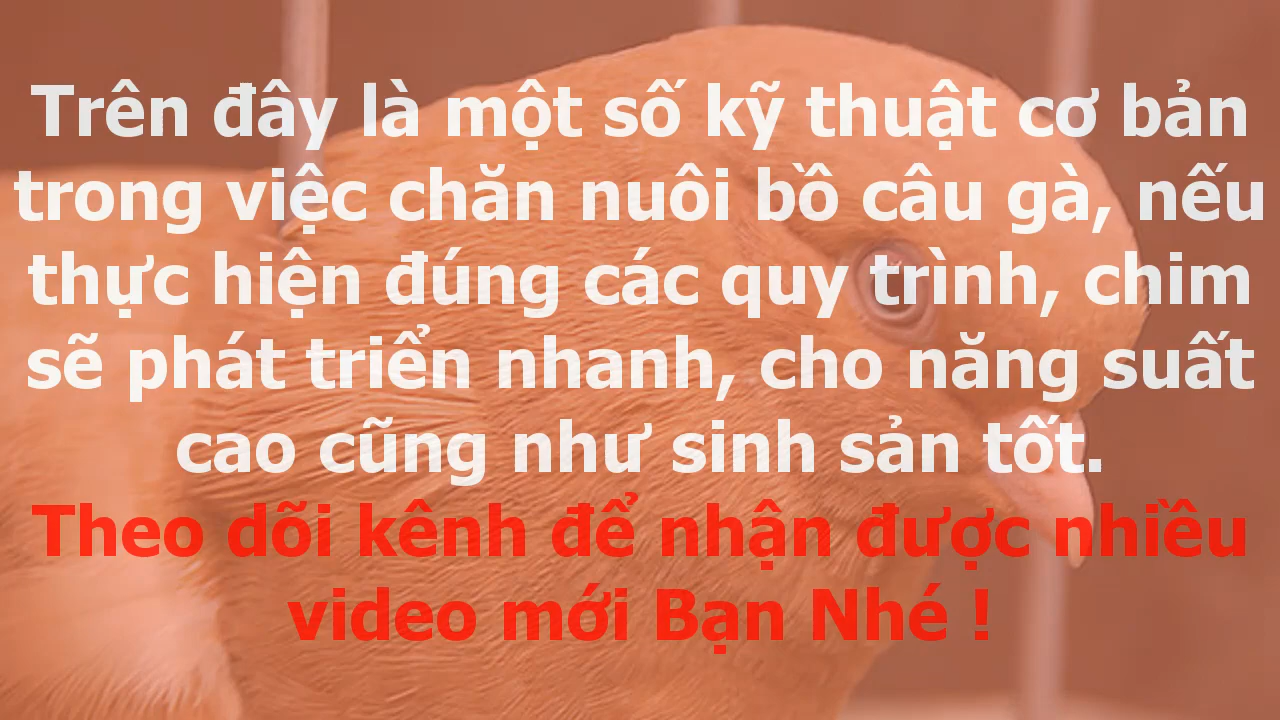 Trên đây là một số kỹ thuật cơ bản
trong việc chăn nuôi bồ câu gà, nếu
thực hiện đúng các quy trình, chim
sẽ phát triển nhanh, cho năng suất
cao cũng như sinh sản tốt.
Theo dõi kênh để nhận được nhiều
video mới Bạn Nhé !